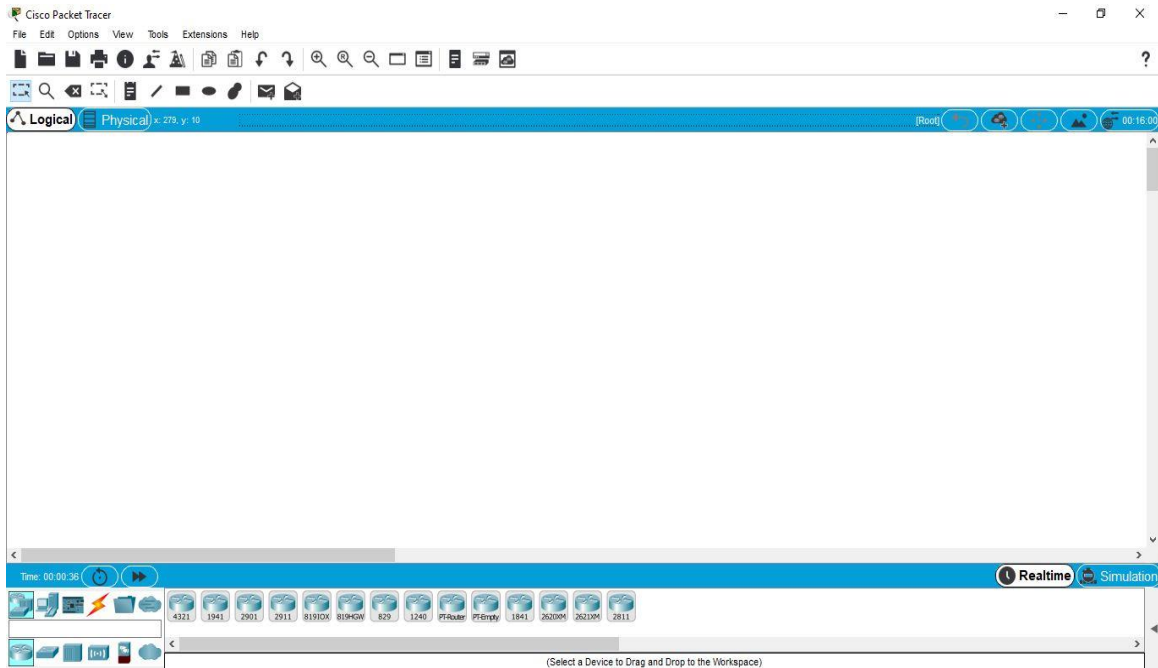 Cisco Packet Tracer
File Edit Options View Tools Extensions Help
?
Logical Physical x: 279, y: 10 [Root] 00:16:00
Time: 00:00:36 Realtime Simulation
4321 1941 2901 2911 819IOX 819HGW 829 1240 PT-Router PT-Empty 1841 2620XM 2621XM 2811
(Select a Device to Drag and Drop to the Workspace)